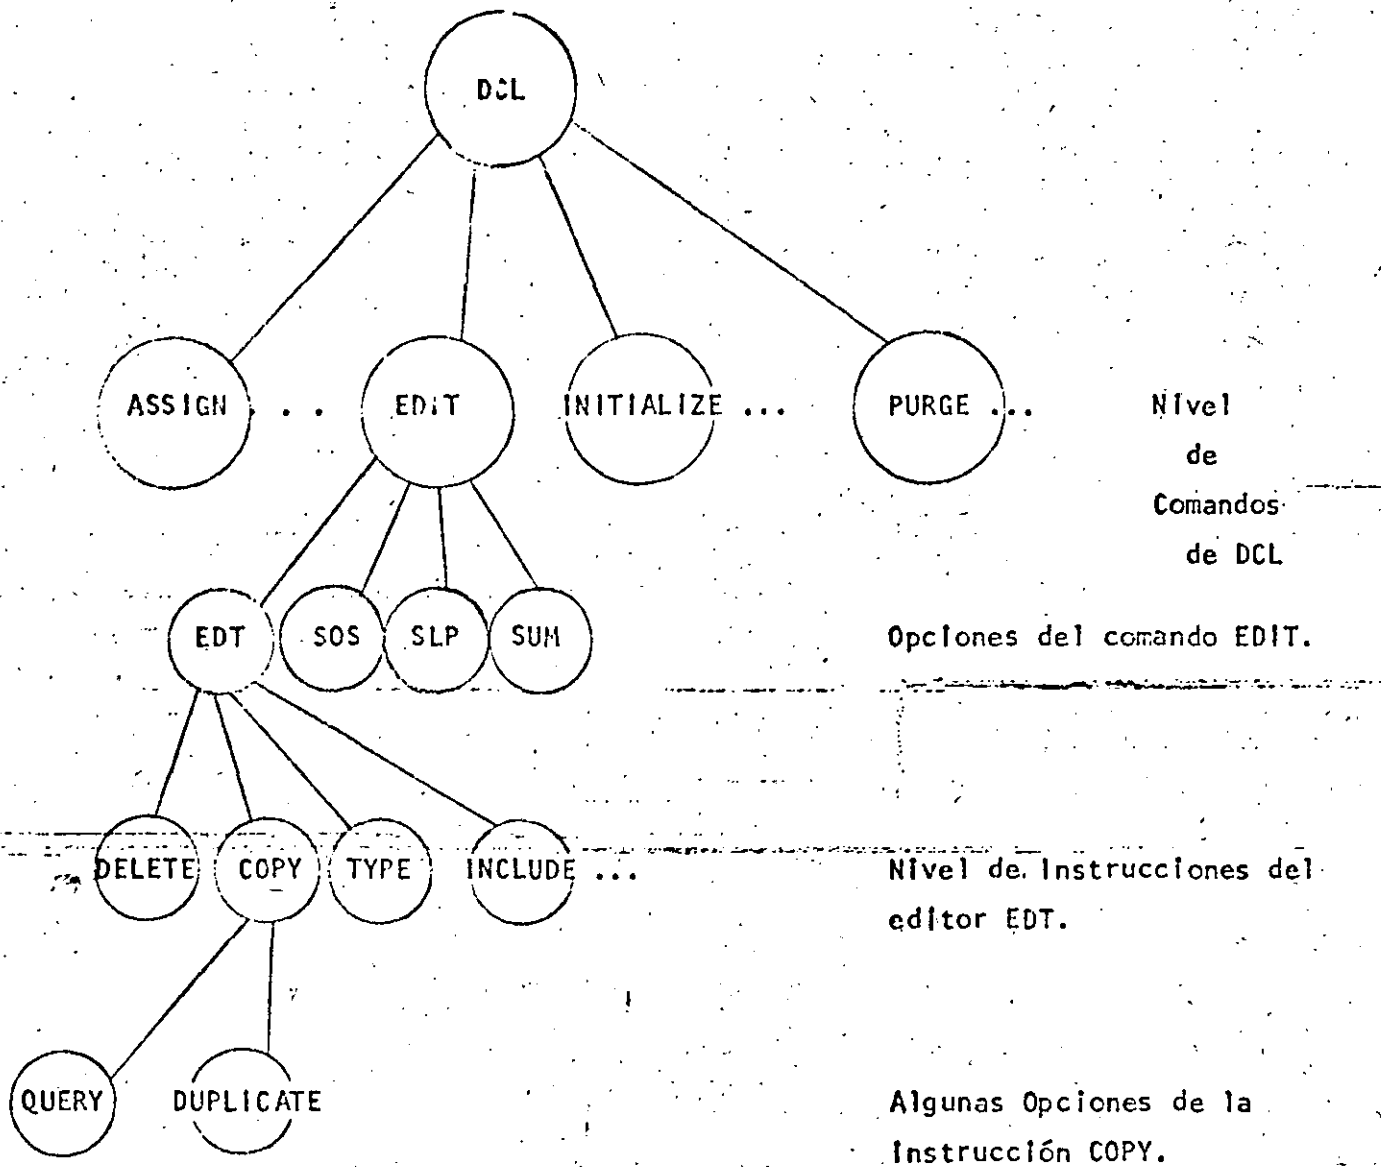 DCL
ASSIGN . . . EDIT INITIALIZE ... PURGE ... Nivel
de
Comandos
de DCL
EDT SOS SLP SUM Opciones del comando EDIT.
DELETE COPY TYPE INCLUDE ... Nivel de Instrucciones del
editor EDT.
QUERY DUPLICATE Algunas Opciones de la
Instrucción COPY.